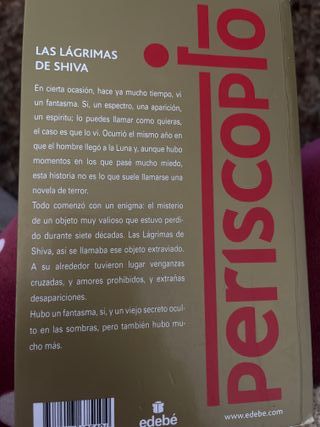 LAS LÁGRIMAS
DE SHIVA
En cierta ocasión, hace ya mucho tiempo, vi
un fantasma. Sí, un espectro, una aparición,
un espíritu; lo puedes llamar como quieras,
el caso es que lo vi. Ocurrió el mismo año en
que el hombre llegó a la Luna y, aunque hubo
momentos en los que pasé mucho miedo,
esta historia no es lo que suele llamarse una
novela de terror.
Todo comenzó con un enigma: el misterio
de un objeto muy valioso que estuvo perdi-
do durante siete décadas. Las Lágrimas de
Shiva, así se llamaba ese objeto extraviado.
A su alrededor tuvieron lugar venganzas
cruzadas, y amores prohibidos, y extrañas
desapariciones.
Hubo un fantasma, sí, y un viejo secreto ocul-
to en las sombras, pero también hubo mu-
cho más.
periscopio
edebé
www.edebe.com